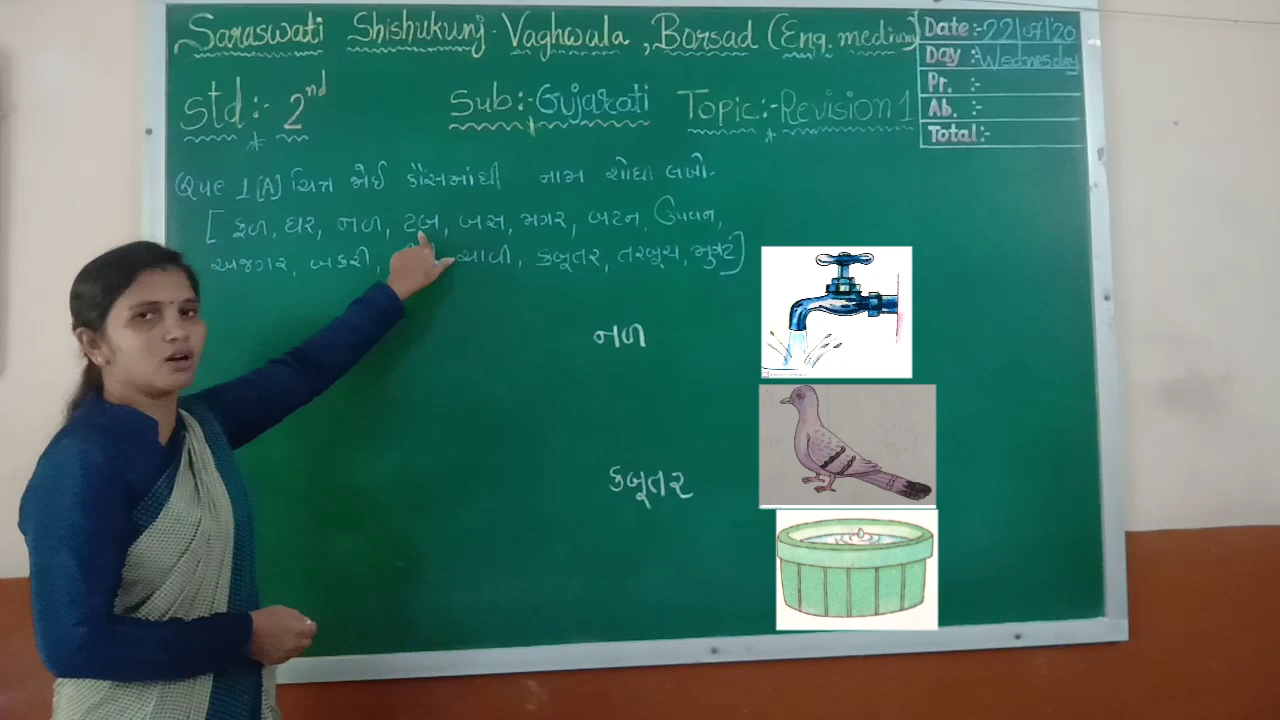 Saraswati Shishukunj - Vaghwala , Borsad (Eng. medium)
Date:- 22/07/'20
Day :- Wednesday
Pr. :-
Ab. :-
Total:-
Std:- 2nd Sub:- Gujarati Topic:- Revision 1
Que 1 [A] ચિત્ર જોઈ કૌંસમાંથી નામ શોધી લખો.
[ ફળ, ઘર, નળ, ટબ, બસ, મગર, બટન, ઉપવન,
અજગર, બકરી, ચાળી, કબૂતર, તરબૂચ, મુગટ]
નળ
કબૂતર